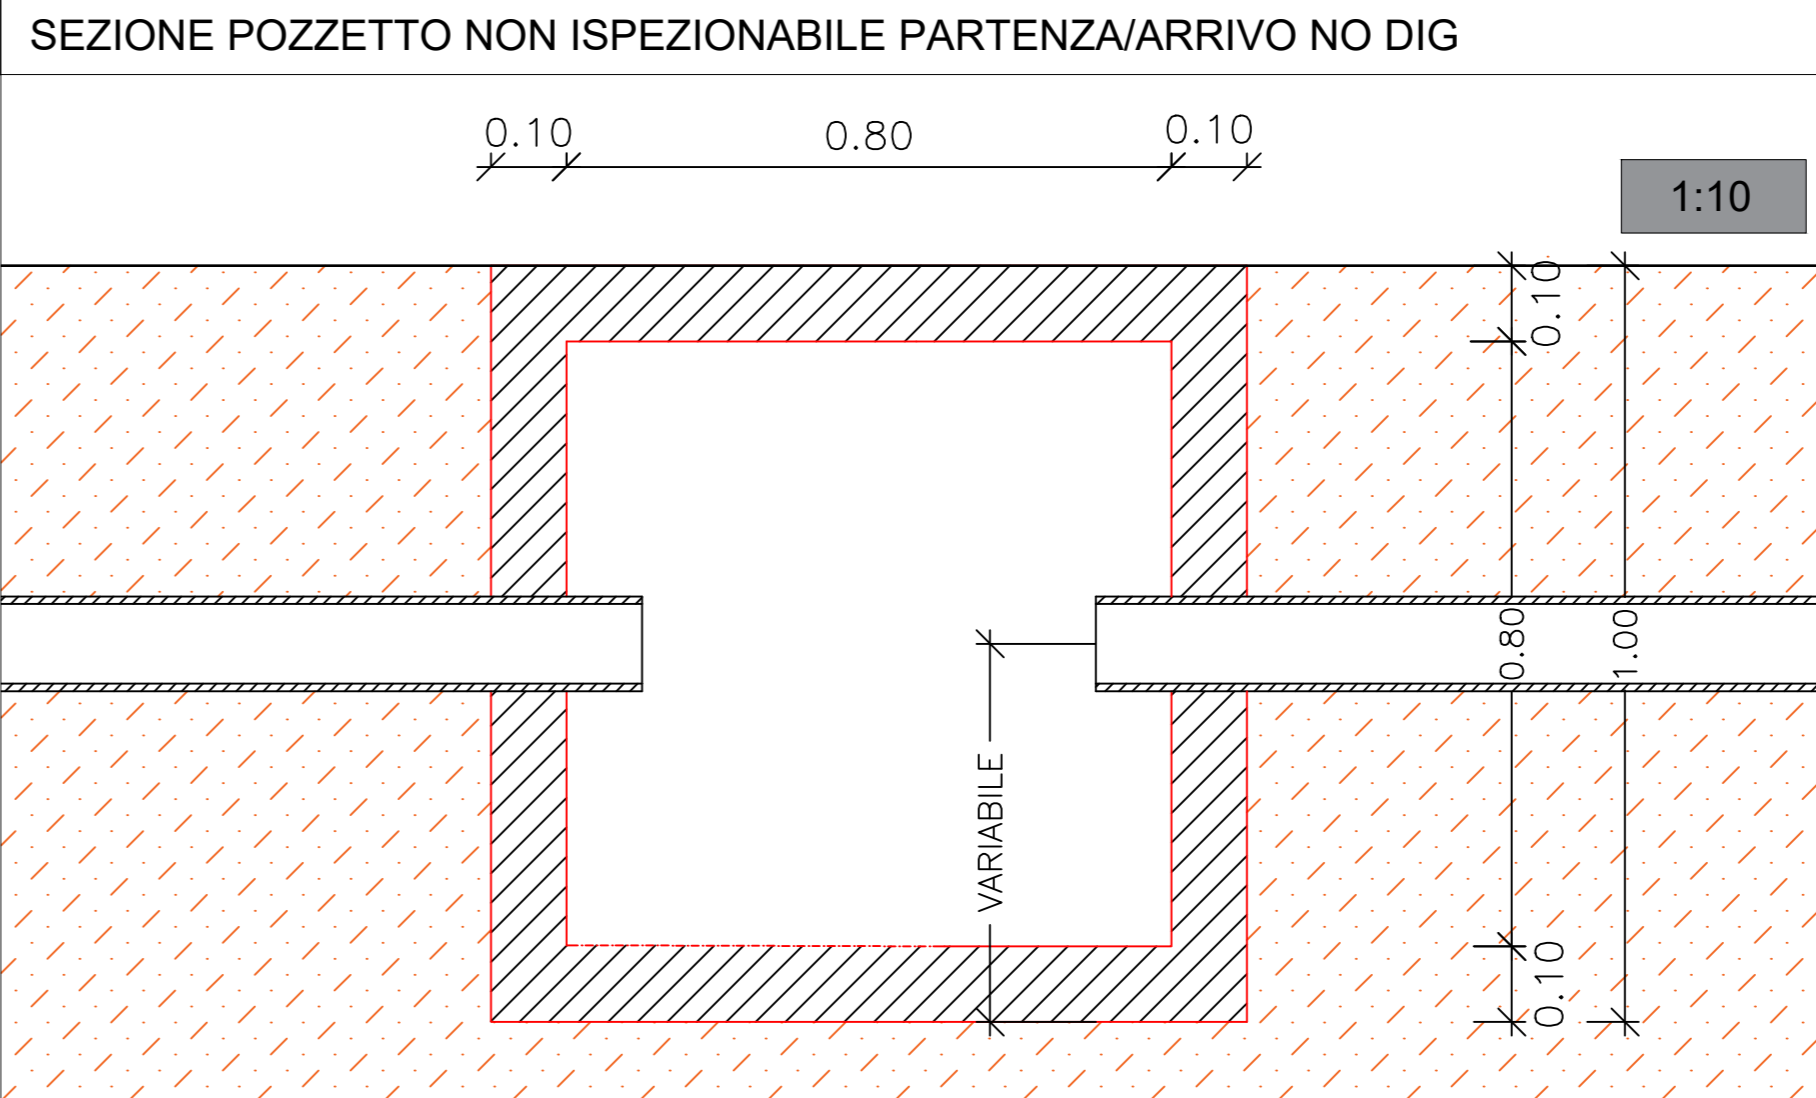 SEZIONE POZZETTO NON ISPEZIONABILE PARTENZA/ARRIVO NO DIG
0.10 0.80 0.10
1:10
0.10
0.80
1.00
VARIABILE
0.10